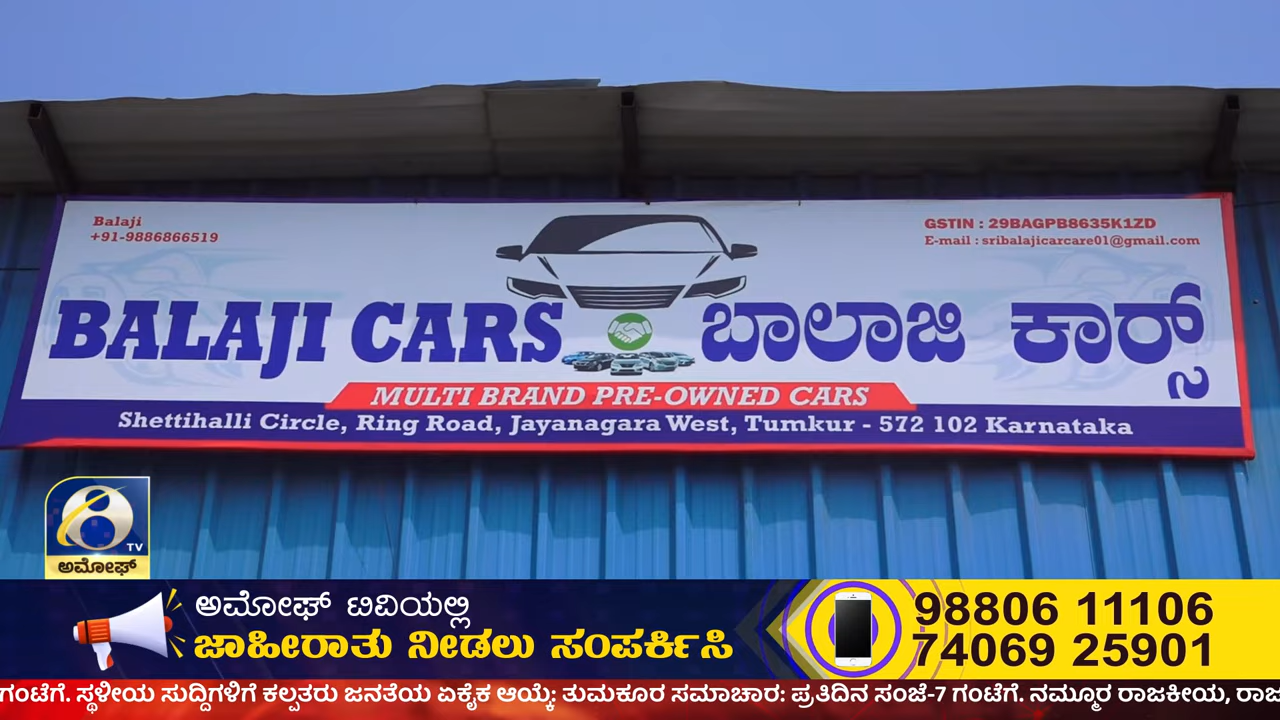 Balaji
+91-9886866519
GSTIN : 29BAGPB8635K1ZD
E-mail : sribalajicarcare01@gmail.com
BALAJI CARS ಬಾಲಾಜಿ ಕಾರ್ಸ್
MULTI BRAND PRE-OWNED CARS
Shettihalli Circle, Ring Road, Jayanagara West, Tumkur - 572 102 Karnataka
TV
ಅಮೋಘ್
ಅಮೋಘ್ ಟಿವಿಯಲ್ಲಿ
ಜಾಹೀರಾತು ನೀಡಲು ಸಂಪರ್ಕಿಸಿ
98806 11106
74069 25901
ಗಂಟೆಗೆ. ಸ್ಥಳೀಯ ಸುದ್ದಿಗಳಿಗೆ ಕಲ್ಪತರು ಜನತೆಯ ಏಕೈಕ ಆಯ್ಕೆ: ತುಮಕೂರ ಸಮಾಚಾರ: ಪ್ರತಿದಿನ ಸಂಜೆ-7 ಗಂಟೆಗೆ. ನಮ್ಮೂರ ರಾಜಕೀಯ,